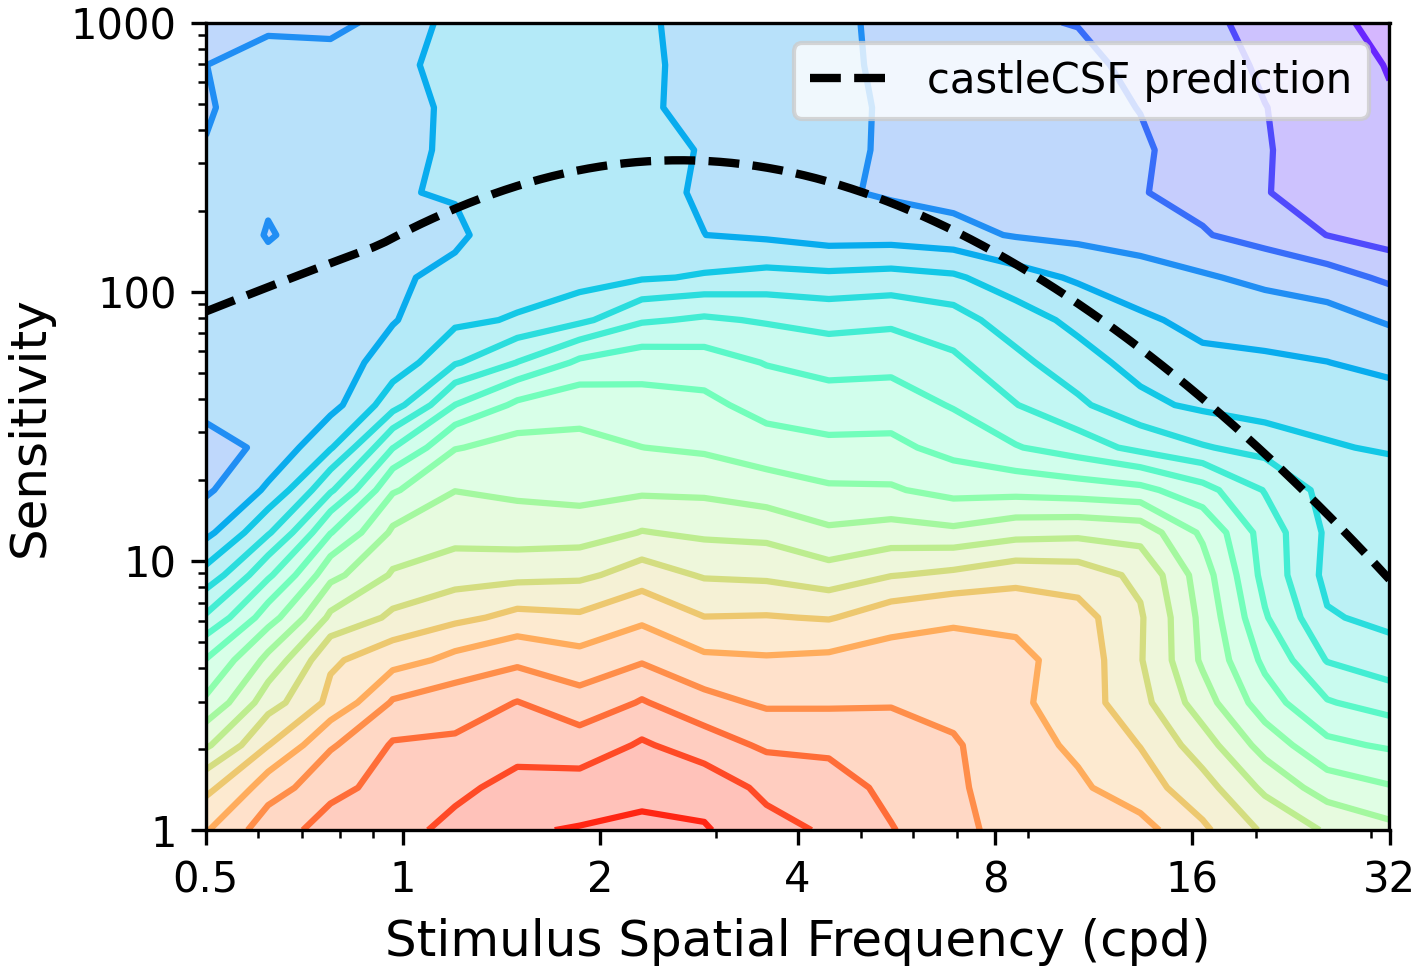 1000
castleCSF prediction
100
Sensitivity
10
1
0.5 1 2 4 8 16 32
Stimulus Spatial Frequency (cpd)